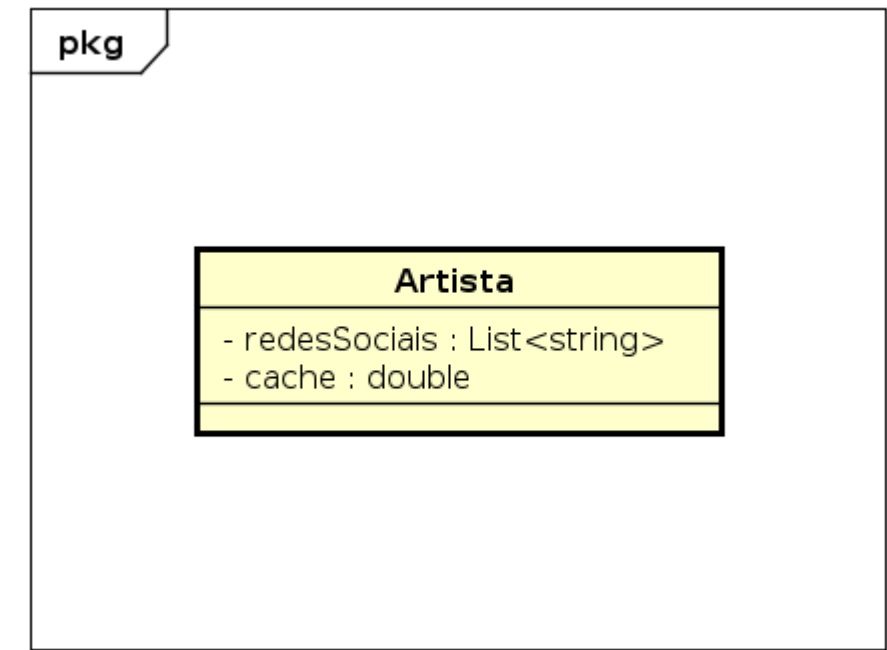 pkg
Artista
- redesSociais : List<string>
- cache : double